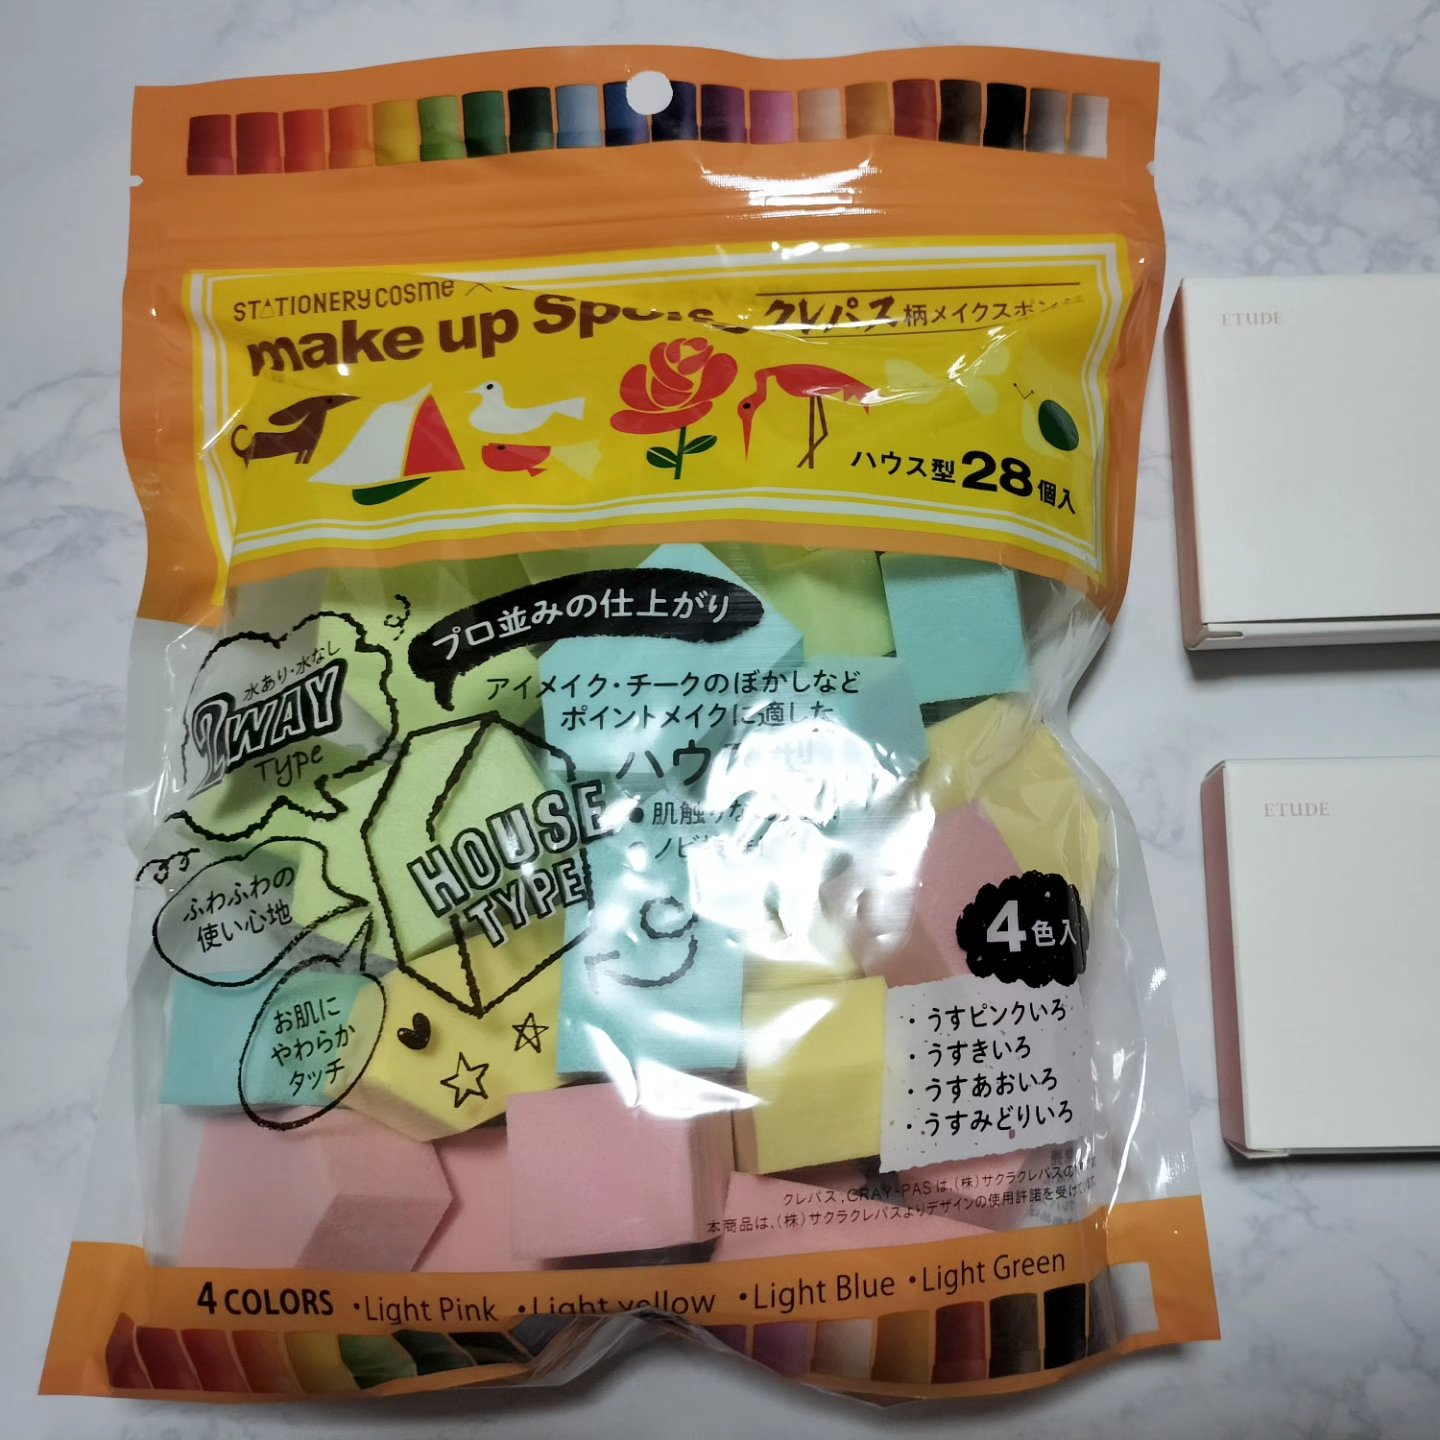 STATIONERY COSME ×
make up
クレパス柄メイクスポン
ハウス型28個入
プロ並みの仕上がり
水あり・水なし
2WAY
Type
アイメイク・チークのぼかしなど
ポイントメイクに適した
ハウ
HOUSE
TYPE
ふわふわの
使い心地
お肌に
やわらか
タッチ
4色入
・うすピンクいろ
・うすきいろ
・うすあおいろ
・うすみどりいろ
クレパス,CRAY-PASは、(株)サクラクレパスの
本商品は、(株)サクラクレパスよりデザインの使用許諾を受けて
4 COLORS ・Light Pink ・Light yellow ・Light Blue ・Light Green
ETUDE
ETUDE